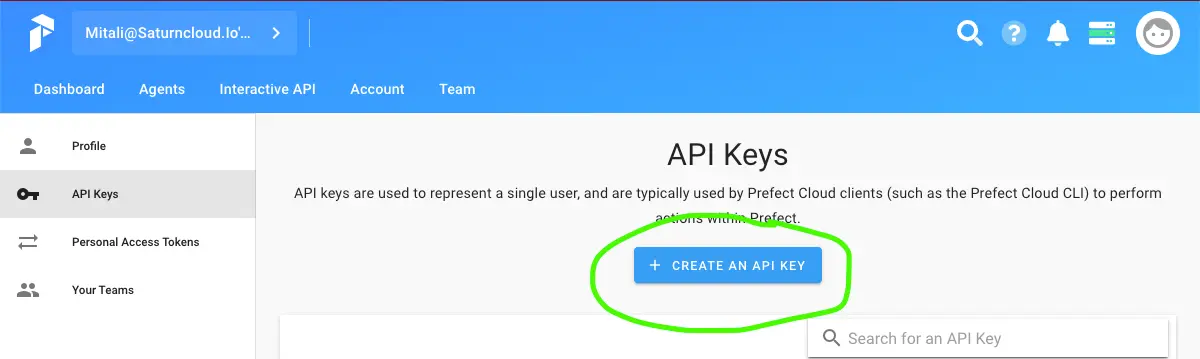 Mitali@Saturncloud.Io'...
Dashboard Agents Interactive API Account Team
Profile
API Keys
Personal Access Tokens
Your Teams
API Keys
API keys are used to represent a single user, and are typically used by Prefect Cloud clients (such as the Prefect Cloud CLI) to perform
actions within Prefect.
+ CREATE AN API KEY
Search for an API Key